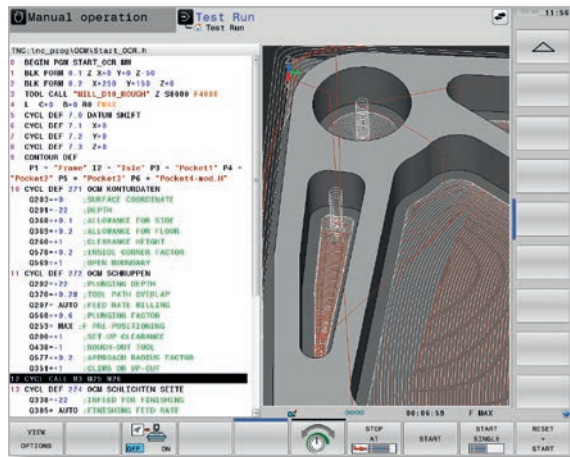 Manual operation
Test Run
Test Run
11:56
TNC:\nc_prog\OCM\Start_OCR.h
0 BEGIN PGM START_OCR MM
1 BLK FORM 0.1 Z X+0 Y+0 Z-50
2 BLK FORM 0.2 X+250 Y+150 Z+0
3 TOOL CALL "MILL_D10_ROUGH" Z S8000 F4000
4 L C+0 B+0 R0 FMAX
5 CYCL DEF 7.0 DATUM SHIFT
6 CYCL DEF 7.1 X+0
7 CYCL DEF 7.2 Y+0
8 CYCL DEF 7.3 Z+0
9 CONTOUR DEF
P1 = "Frame" I2 = "Isle" P3 = "Pocket1" P4 =
"Pocket2" P5 = "Pocket3" P6 = "Pocket4-mod.H"
10 CYCL DEF 271 OCM KONTURDATEN
Q203=+0 ;SURFACE COORDINATE
Q201=-22 ;DEPTH
Q368=+0.1 ;ALLOWANCE FOR SIDE
Q369=+0.2 ;ALLOWANCE FOR FLOOR
Q260=+1 ;CLEARANCE HEIGHT
Q578=+0.2 ;INSIDE CORNER FACTOR
Q569=+1 ;OPEN BOUNDARY
11 CYCL DEF 272 OCM SCHRUPPEN
Q202=+22 ;PLUNGING DEPTH
Q370=+0.28 ;TOOL PATH OVERLAP
Q207= AUTO ;FEED RATE MILLING
Q568=+0.6 ;PLUNGING FACTOR
Q253= MAX ;F PRE-POSITIONING
Q200=+1 ;SET-UP CLEARANCE
Q438=-1 ;ROUGH-OUT TOOL
Q577=+0.2 ;APPROACH RADIUS FACTOR
Q351=+1 ;CLIMB OR UP-CUT
12 CYCL CALL M3 M25 M26
13 CYCL DEF 274 OCM SCHLICHTEN SEITE
Q338=+22 ;INFEED FOR FINISHING
Q385= AUTO ;FINISHING FEED RATE
00:06:59 F MAX
VIEW
OPTIONS
OFF ON
STOP
AT
START
START
SINGLE
RESET
+
START